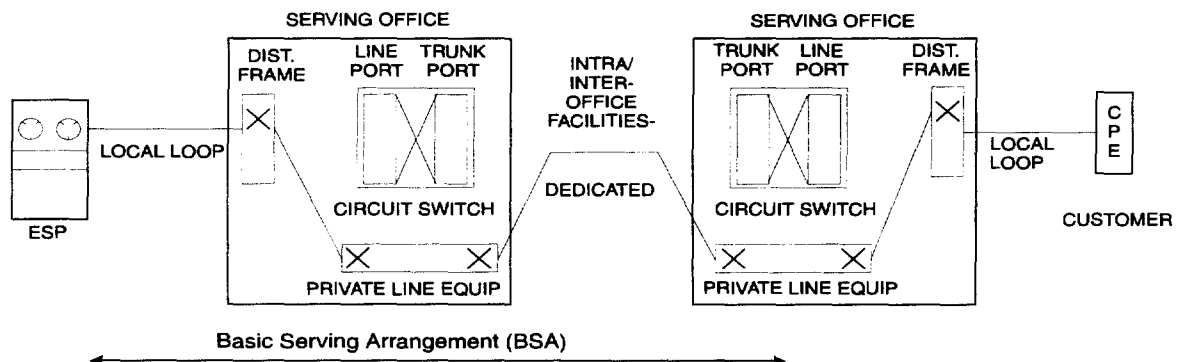 SERVING OFFICE
DIST.
FRAME
LINE
PORT
TRUNK
PORT
LOCAL LOOP
ESP
CIRCUIT SWITCH
PRIVATE LINE EQUIP
INTRA/
INTER-
OFFICE
FACILITIES-
DEDICATED
SERVING OFFICE
TRUNK
PORT
LINE
PORT
DIST.
FRAME
CIRCUIT SWITCH
PRIVATE LINE EQUIP
LOCAL
LOOP
C
P
E
CUSTOMER
Basic Serving Arrangement (BSA)